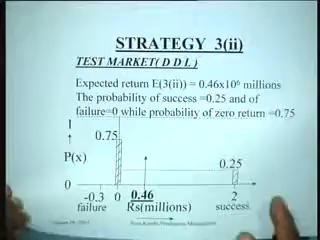 STRATEGY 3(ii)
TEST MARKET( D D L )
Expected return E(3(ii)) = 0.46x10⁶ millions
The probability of success =0.25 and of
failure=0 while probability of zero return =0.75
1
0.75
P(x)
0.25
0
-0.3 0 0.46 2
failure Rs(millions) success